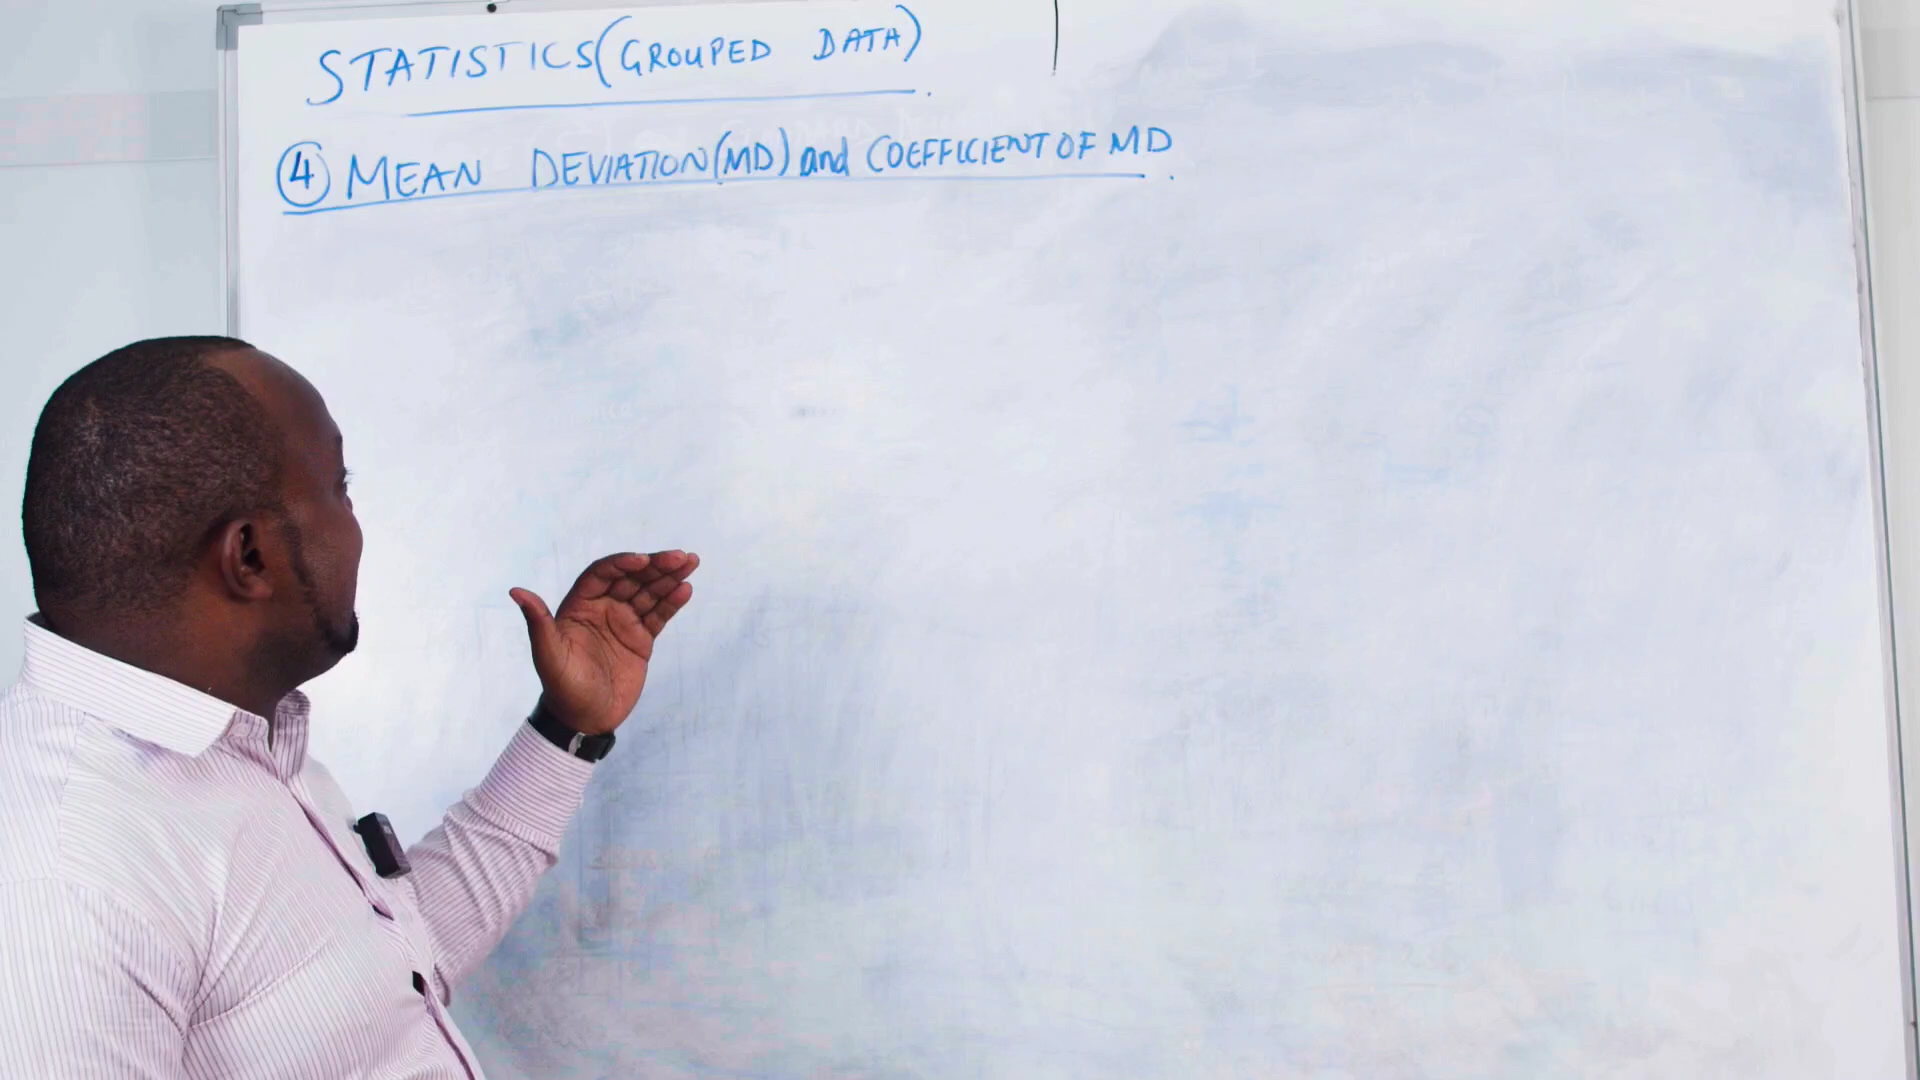 STATISTICS(GROUPED DATA)
④ MEAN DEVIATION(MD) and COEFFICIENT OF MD.